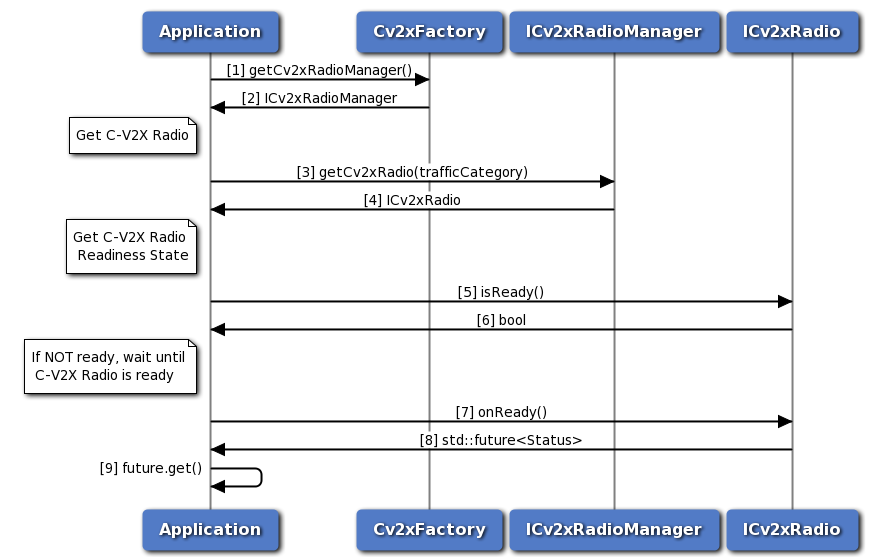 Application Cv2xFactory ICv2xRadioManager ICv2xRadio
[1] getCv2xRadioManager()
[2] ICv2xRadioManager
Get C-V2X Radio
[3] getCv2xRadio(trafficCategory)
[4] ICv2xRadio
Get C-V2X Radio
Readiness State
[5] isReady()
[6] bool
If NOT ready, wait until
C-V2X Radio is ready
[7] onReady()
[8] std::future<Status>
[9] future.get()
Application Cv2xFactory ICv2xRadioManager ICv2xRadio